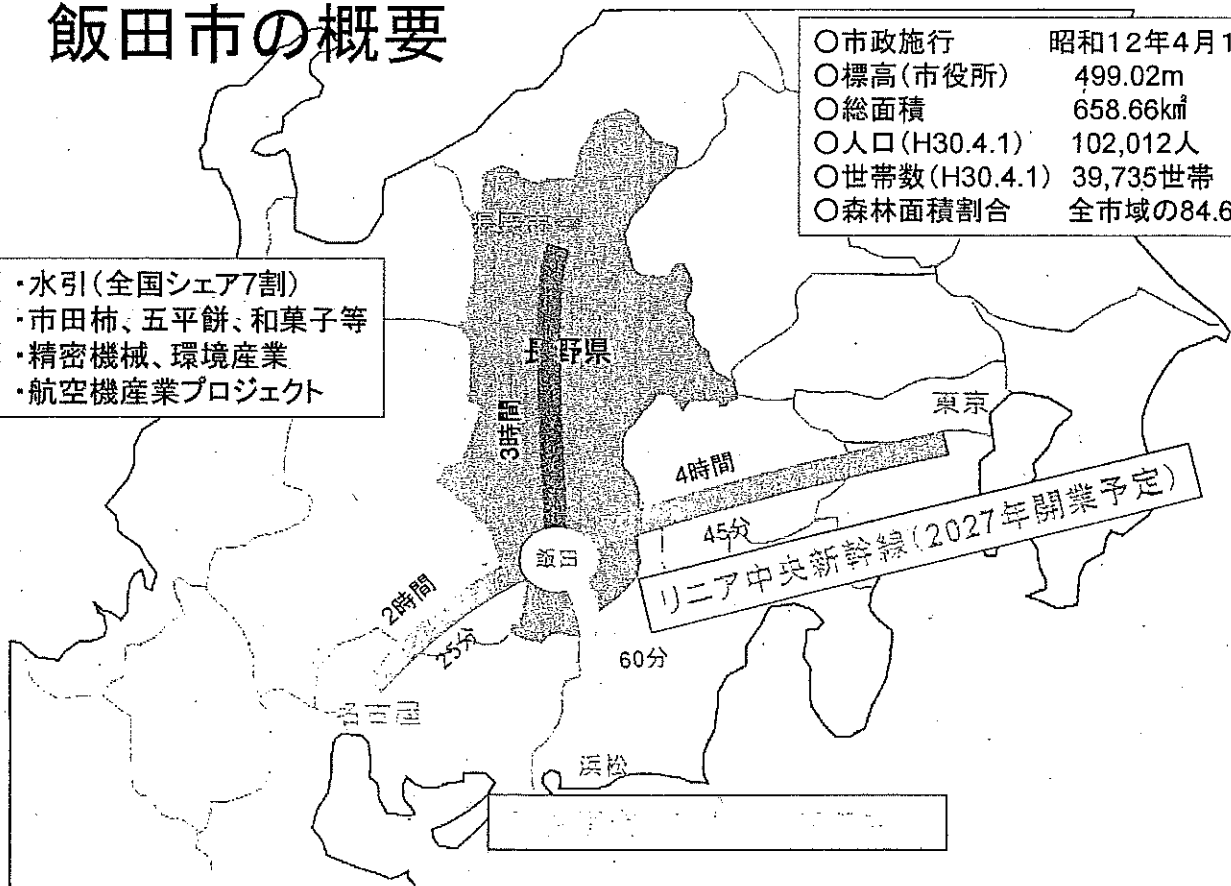 飯田市の概要
○市政施行 昭和12年4月1
○標高(市役所) 499.02m
○総面積 658.66k㎡
○人口(H30.4.1) 102,012人
○世帯数(H30.4.1) 39,735世帯
○森林面積割合 全市域の84.6
・水引(全国シェア7割)
・市田柿、五平餅、和菓子等
・精密機械、環境産業
・航空機産業プロジェクト
長野県
3時間
東京
4時間
45分
リニア中央新幹線(2027年開業予定)
飯田
2時間
25分
60分
名古屋
浜松